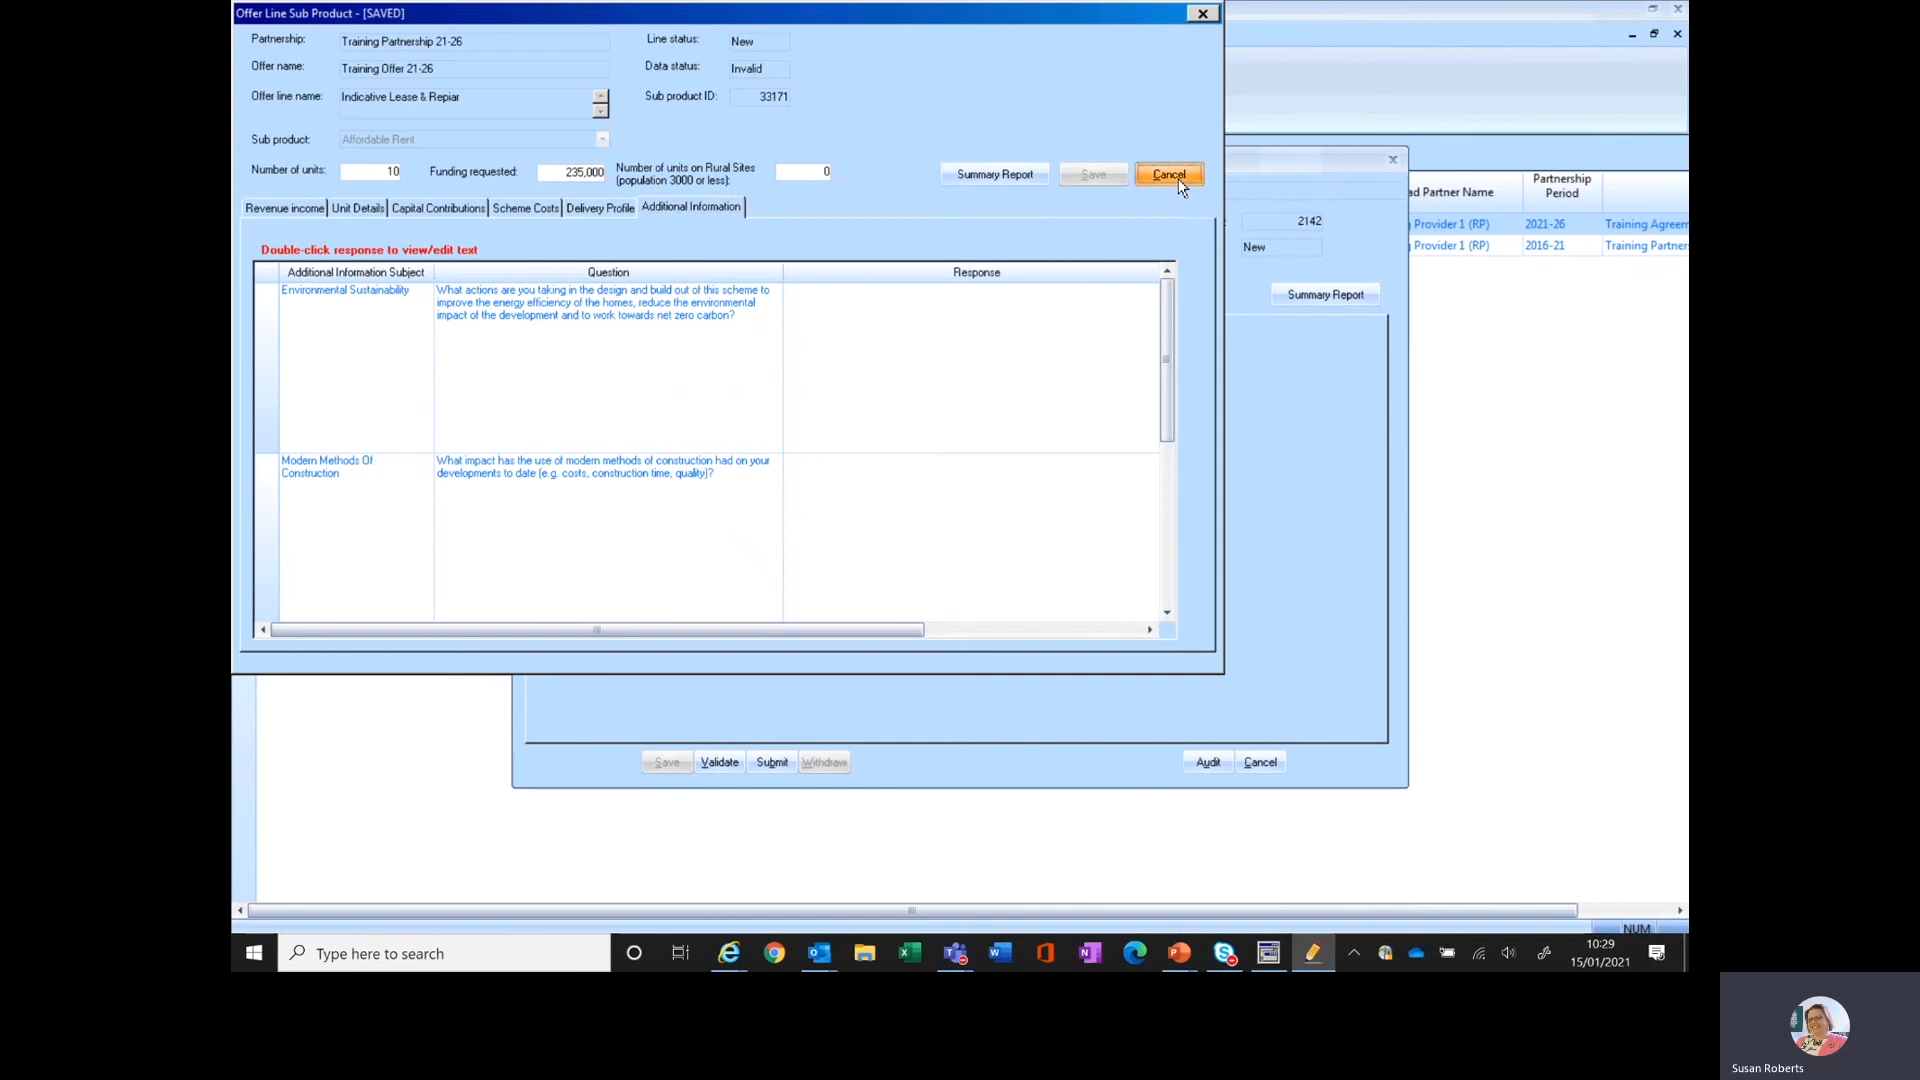 Offer Line Sub Product - [SAVED]
Partnership: Training Partnership 21-26 Line status: New
Offer name: Training Offer 21-26 Data status: Invalid
Offer line name: Indicative Lease & Repiar Sub product ID: 33171
Sub product: Affordable Rent
Number of units: 10 Funding requested: 235,000 Number of units on Rural Sites
(population 3000 or less): 0
Summary Report Save Cancel
Revenue income Unit Details Capital Contributions Scheme Costs Delivery Profile Additional Information
Double-click response to view/edit text
Additional Information Subject Question Response
Environmental Sustainability What actions are you taking in the design and build out of this scheme to
improve the energy efficiency of the homes, reduce the environmental
impact of the development and to work towards net zero carbon?
Modern Methods Of
Construction
What impact has the use of modern methods of construction had on your
developments to date (e.g. costs, construction time, quality)?
2142
New
Summary Report
ad Partner Name Partnership
Period
Provider 1 (RP) 2021-26 Training Agreem
Provider 1 (RP) 2016-21 Training Partner
Save Validate Submit Withdraw Audit Cancel
NUM
Type here to search
10:29
15/01/2021
Susan Roberts